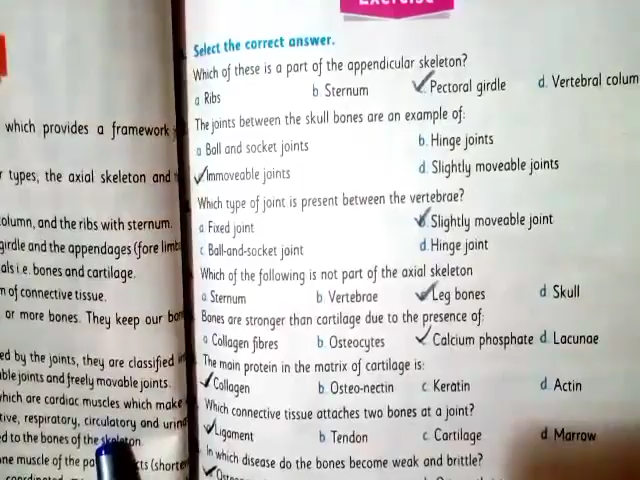 Exercise
Select the correct answer.
Which of these is a part of the appendicular skeleton?
a Ribs b. Sternum Pectoral girdle d. Vertebral colum
The joints between the skull bones are an example of:
a Ball and socket joints b. Hinge joints
Immoveable joints d. Slightly moveable joints
Which type of joint is present between the vertebrae?
a Fixed joint b. Slightly moveable joint
c Ball-and-socket joint d. Hinge joint
Which of the following is not part of the axial skeleton
a. Sternum b Vertebrae Leg bones d. Skull
Bones are stronger than cartilage due to the presence of:
a Collagen fibres b. Osteocytes Calcium phosphate d. Lacunae
The main protein in the matrix of cartilage is:
Collagen b. Osteo-nectin c. Keratin d Actin
Which connective tissue attaches two bones at a joint?
Ligament b Tendon c. Cartilage d Marrow
In which disease do the bones become weak and brittle?
which provides a framework
types, the axial skeleton and
olumn, and the ribs with sternum.
girdle and the appendages (fore limb
als i.e. bones and cartilage.
n of connective tissue.
or more bones. They keep our
ed by the joints, they are classified
ble joints and freely movable joints.
hich are cardiac muscles which make
tive, respiratory, circulatory and urin
ed to the bones of the skeleton.
ne muscle of the (shorte